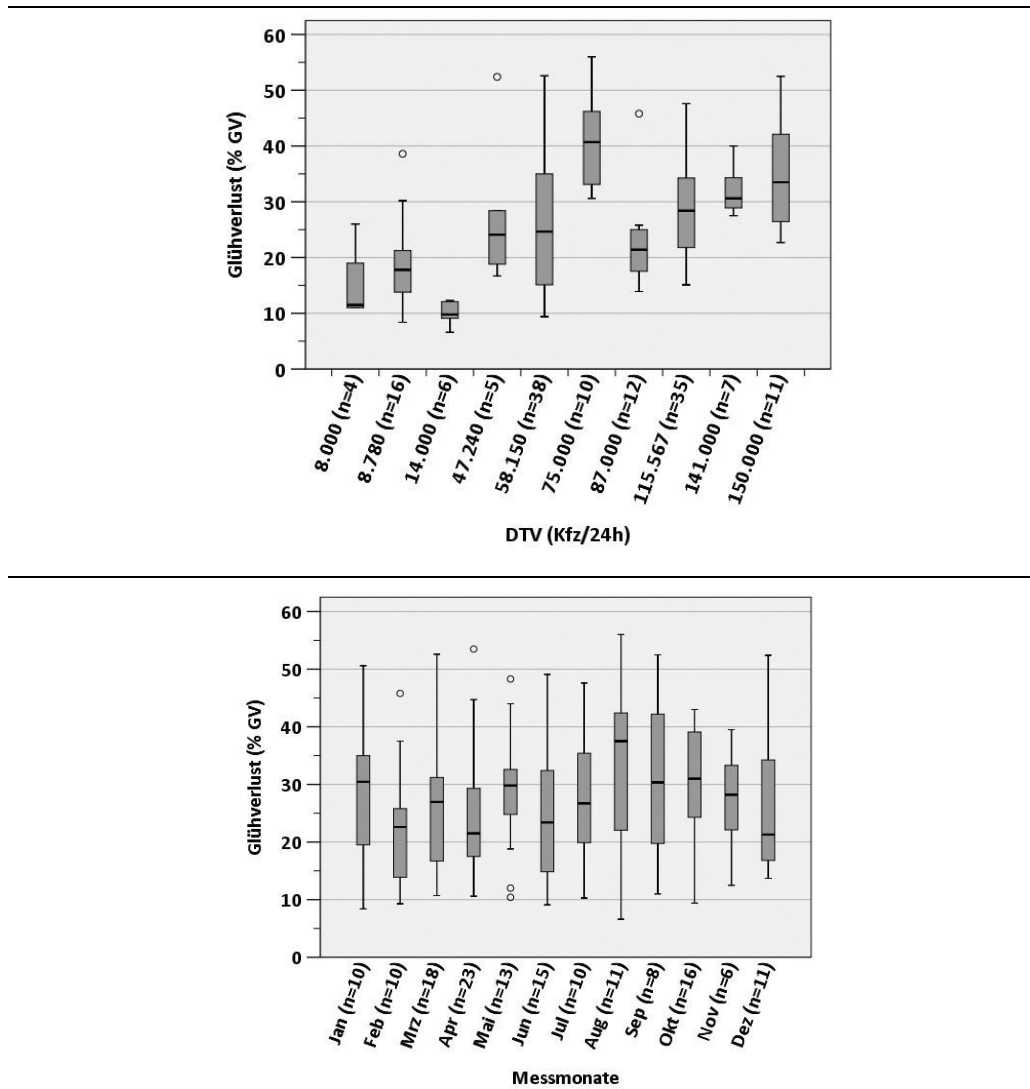 60
50
40
30
20
10
0
Glühverlust (% GV)
8.000 (n=4)
8.780 (n=16)
14.000 (n=6)
47.240 (n=5)
58.150 (n=38)
75.000 (n=10)
87.000 (n=12)
115.567 (n=35)
141.000 (n=7)
150.000 (n=11)
DTV (Kfz/24h)
60
50
40
30
20
10
0
Glühverlust (% GV)
Jan (n=10)
Feb (n=10)
Mrz (n=18)
Apr (n=23)
Mai (n=13)
Jun (n=15)
Jul (n=10)
Aug (n=11)
Sep (n=8)
Okt (n=16)
Nov (n=6)
Dez (n=11)
Messmonate